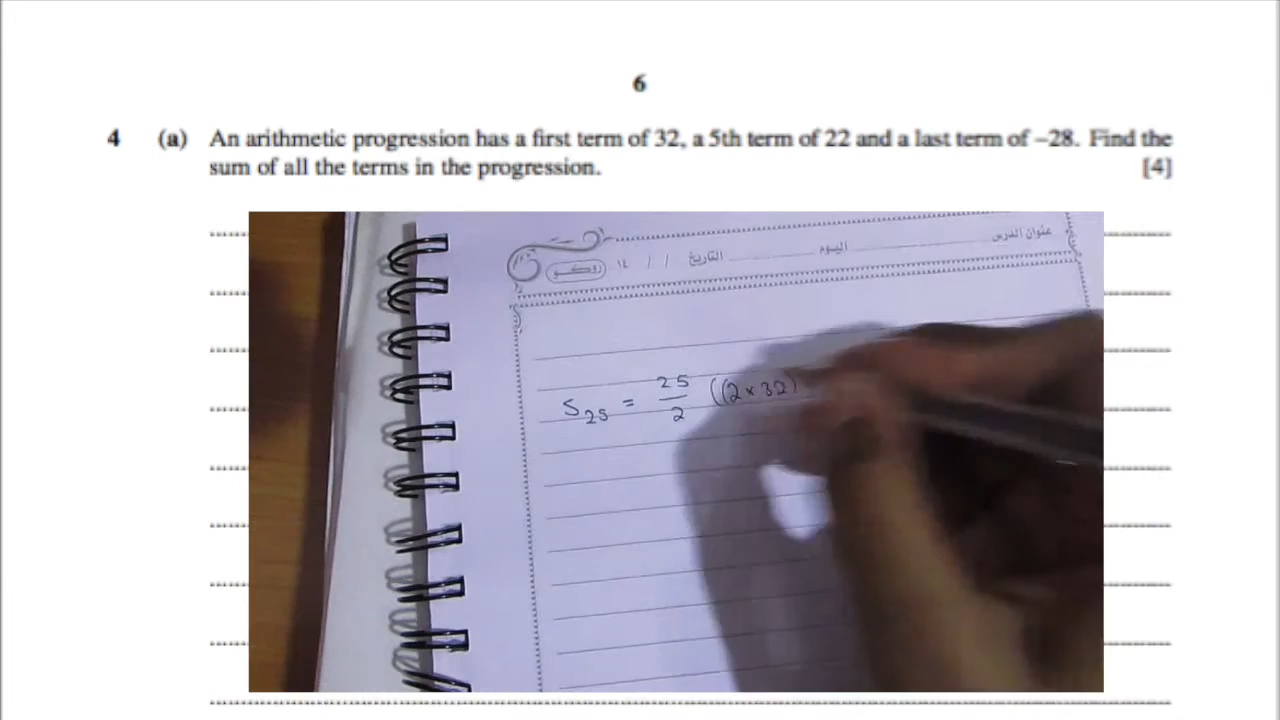 6
4 (a) An arithmetic progression has a first term of 32, a 5th term of 22 and a last term of –28. Find the
sum of all the terms in the progression. [4]
عنوان الدرس اليوم التاريخ / / ١٤ روكو
S₂₅ = 25/2 ((2 × 32)